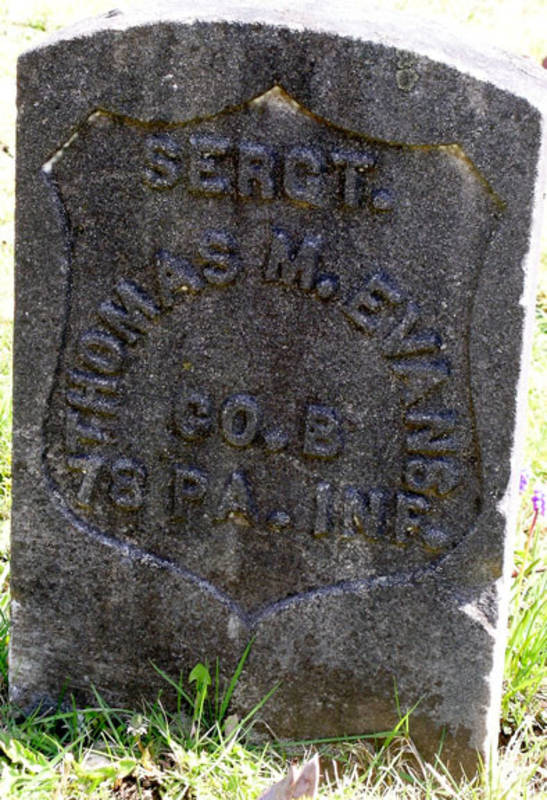 SERGT.
THOMAS M. EVANS
CO. B
78 PA. INF.